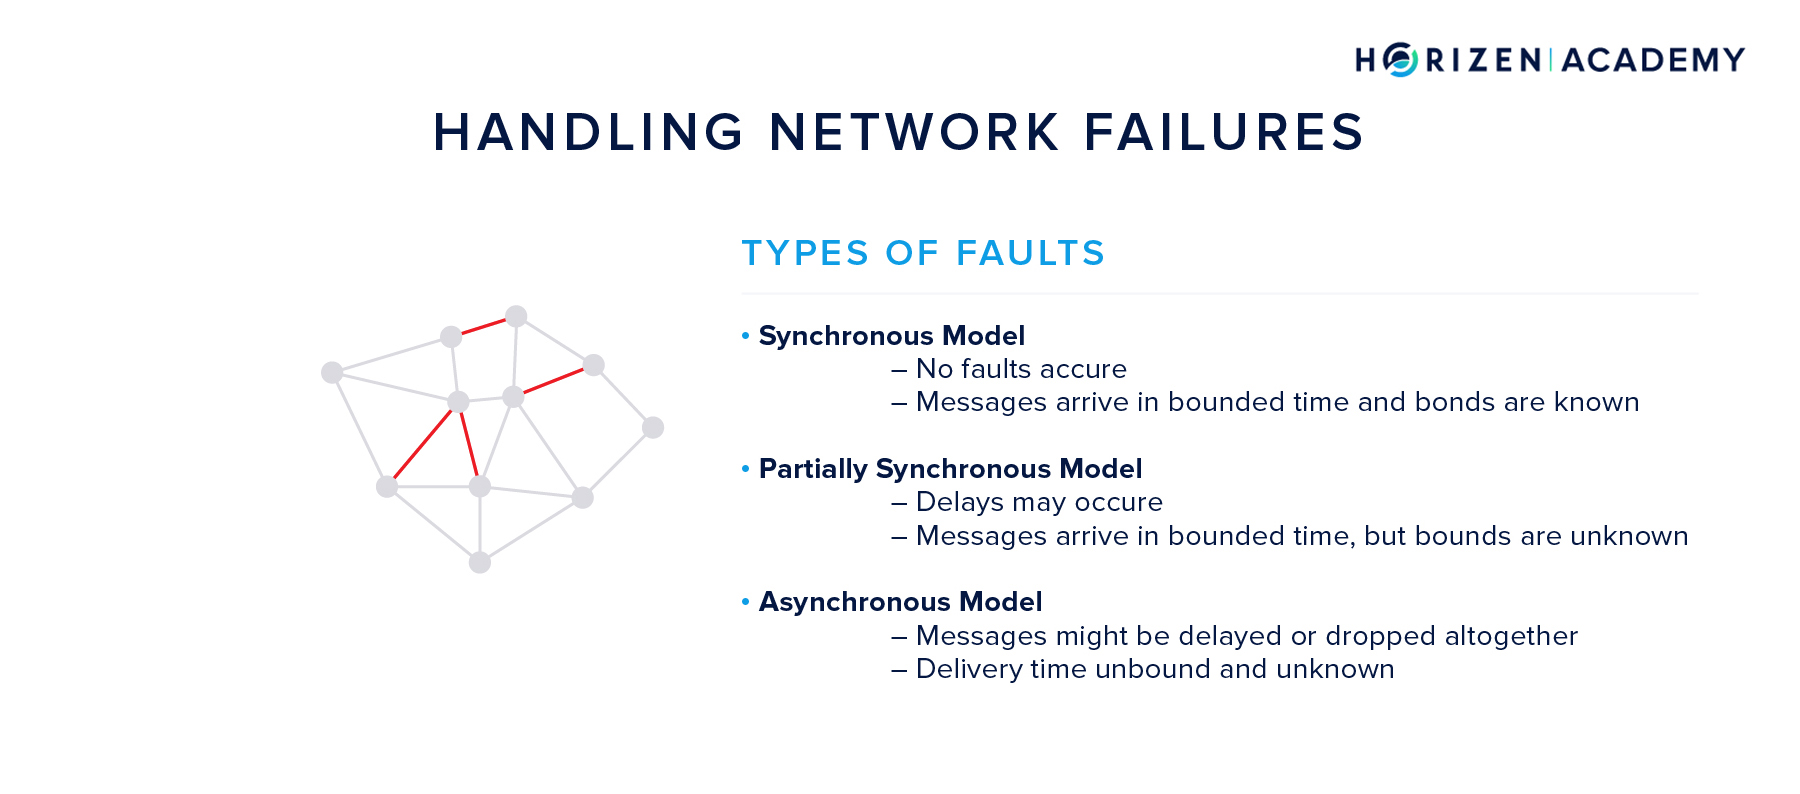 HORIZEN | ACADEMY
HANDLING NETWORK FAILURES
TYPES OF FAULTS
• Synchronous Model
– No faults accure
– Messages arrive in bounded time and bonds are known
• Partially Synchronous Model
– Delays may occure
– Messages arrive in bounded time, but bounds are unknown
• Asynchronous Model
– Messages might be delayed or dropped altogether
– Delivery time unbound and unknown